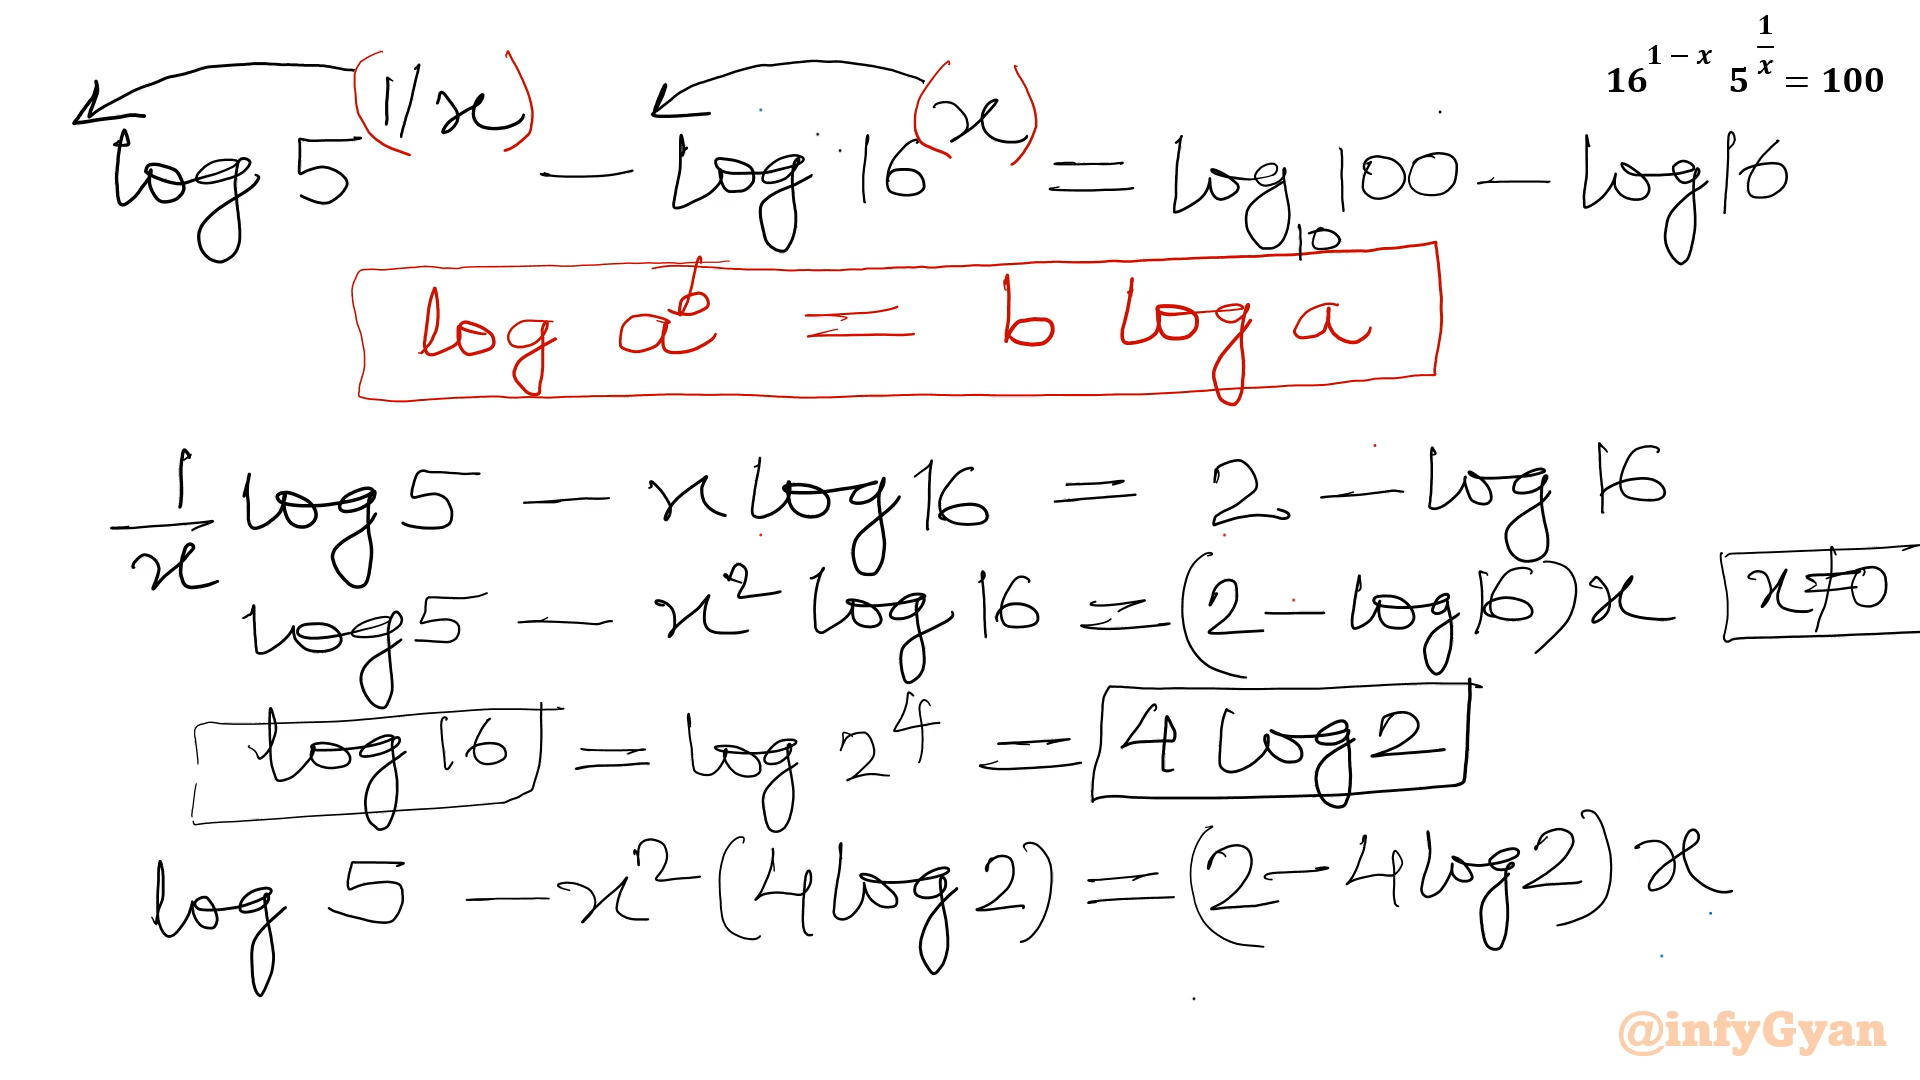 16^(1 − x) 5^(1/x) = 100
log 5^(1/x) − log 16^(x) = log₁₀ 100 − log 16
log a^b = b log a
1/x log 5 − x log 16 = 2 − log 16
log 5 − x² log 16 = (2 − log 16) x x ≠ 0
log 16 = log 2⁴ = 4 log 2
log 5 − x² (4 log 2) = (2 − 4 log 2) x
@infyGyan